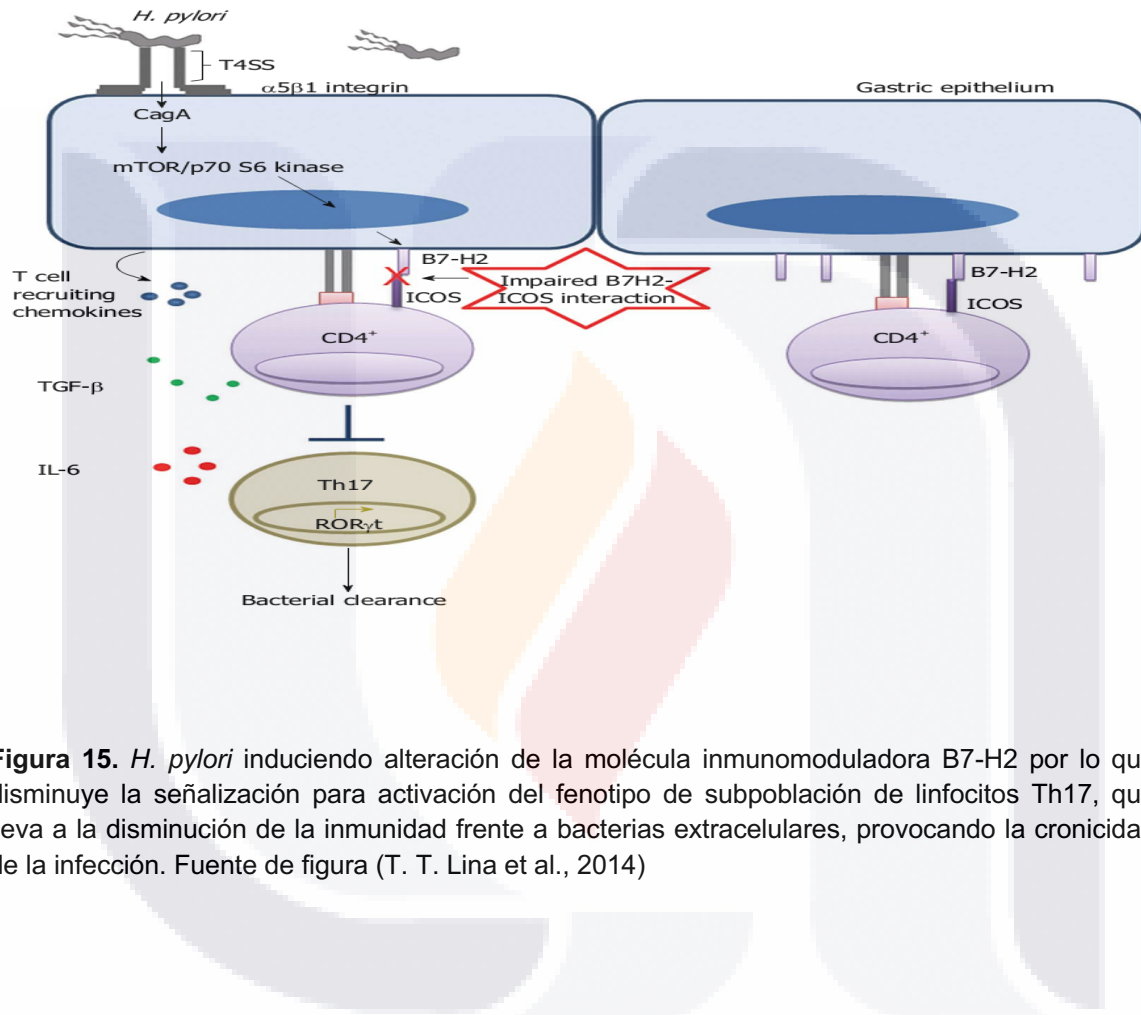 H. pylori
T4SS
α5β1 integrin
Gastric epithelium
CagA
mTOR/p70 S6 kinase
B7-H2
T cell
recruiting
chemokines
Impaired B7H2-
ICOS interaction
ICOS
CD4+
B7-H2
ICOS
CD4+
TGF-β
IL-6
Th17
RORγt
Bacterial clearance
Figura 15. H. pylori induciendo alteración de la molécula inmunomoduladora B7-H2 por lo qu
disminuye la señalización para activación del fenotipo de subpoblación de linfocitos Th17, qu
leva a la disminución de la inmunidad frente a bacterias extracelulares, provocando la cronicida
de la infección. Fuente de figura (T. T. Lina et al., 2014)